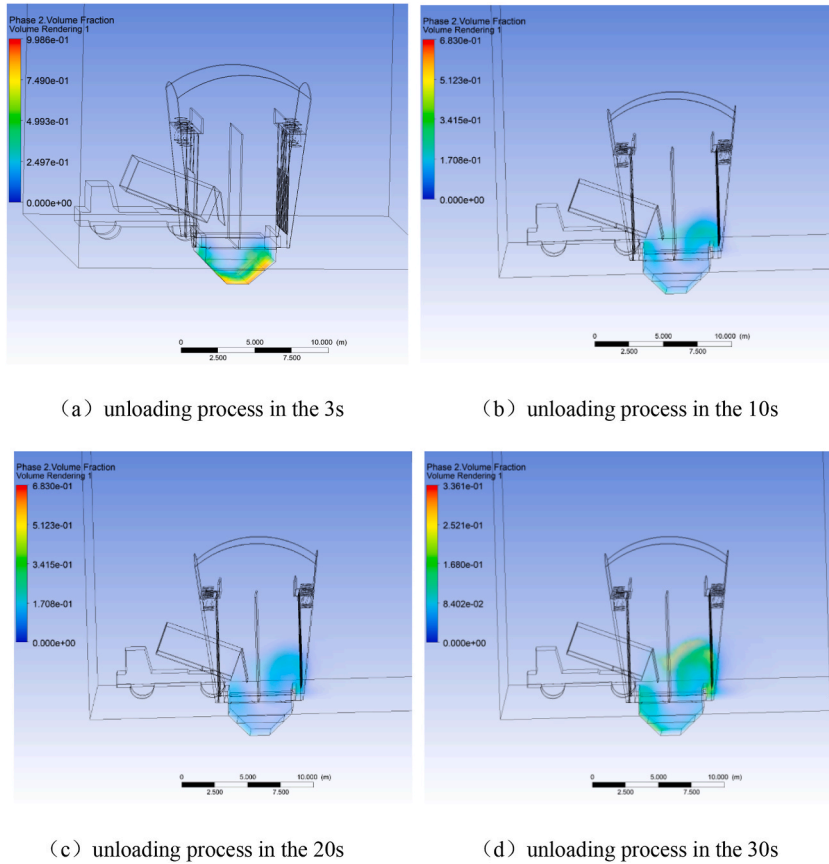 Phase 2.Volume Fraction
Volume Rendering 1
9.986e-01
7.490e-01
4.993e-01
2.497e-01
0.000e+00
0
5.000
10.000 (m)
2.500
7.500
(a) unloading process in the 3s
Phase 2.Volume Fraction
Volume Rendering 1
6.830e-01
5.123e-01
3.415e-01
1.708e-01
0.000e+00
0
5.000
10.000 (m)
2.500
7.500
(b) unloading process in the 10s
Phase 2.Volume Fraction
Volume Rendering 1
6.830e-01
5.123e-01
3.415e-01
1.708e-01
0.000e+00
0
5.000
10.000 (m)
2.500
7.500
(c) unloading process in the 20s
Phase 2.Volume Fraction
Volume Rendering 1
3.361e-01
2.521e-01
1.680e-01
8.402e-02
0.000e+00
0
5.000
10.000 (m)
2.500
7.500
(d) unloading process in the 30s